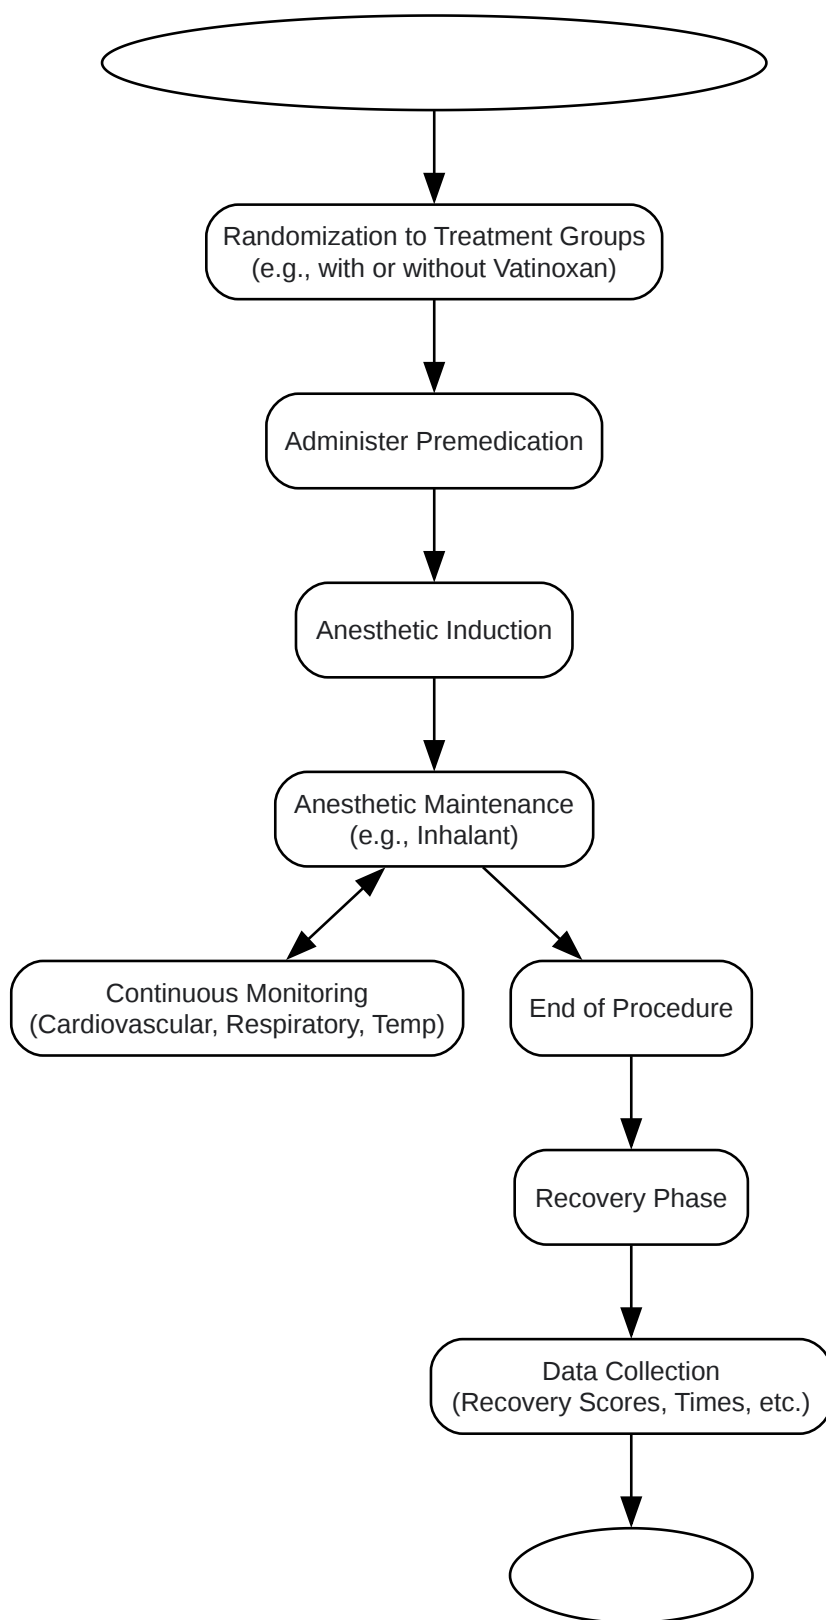 Randomization to Treatment Groups
(e.g., with or without Vatinoxan)
Administer Premedication
Anesthetic Induction
Anesthetic Maintenance
(e.g., Inhalant)
Continuous Monitoring
(Cardiovascular, Respiratory, Temp)
End of Procedure
Recovery Phase
Data Collection
(Recovery Scores, Times, etc.)